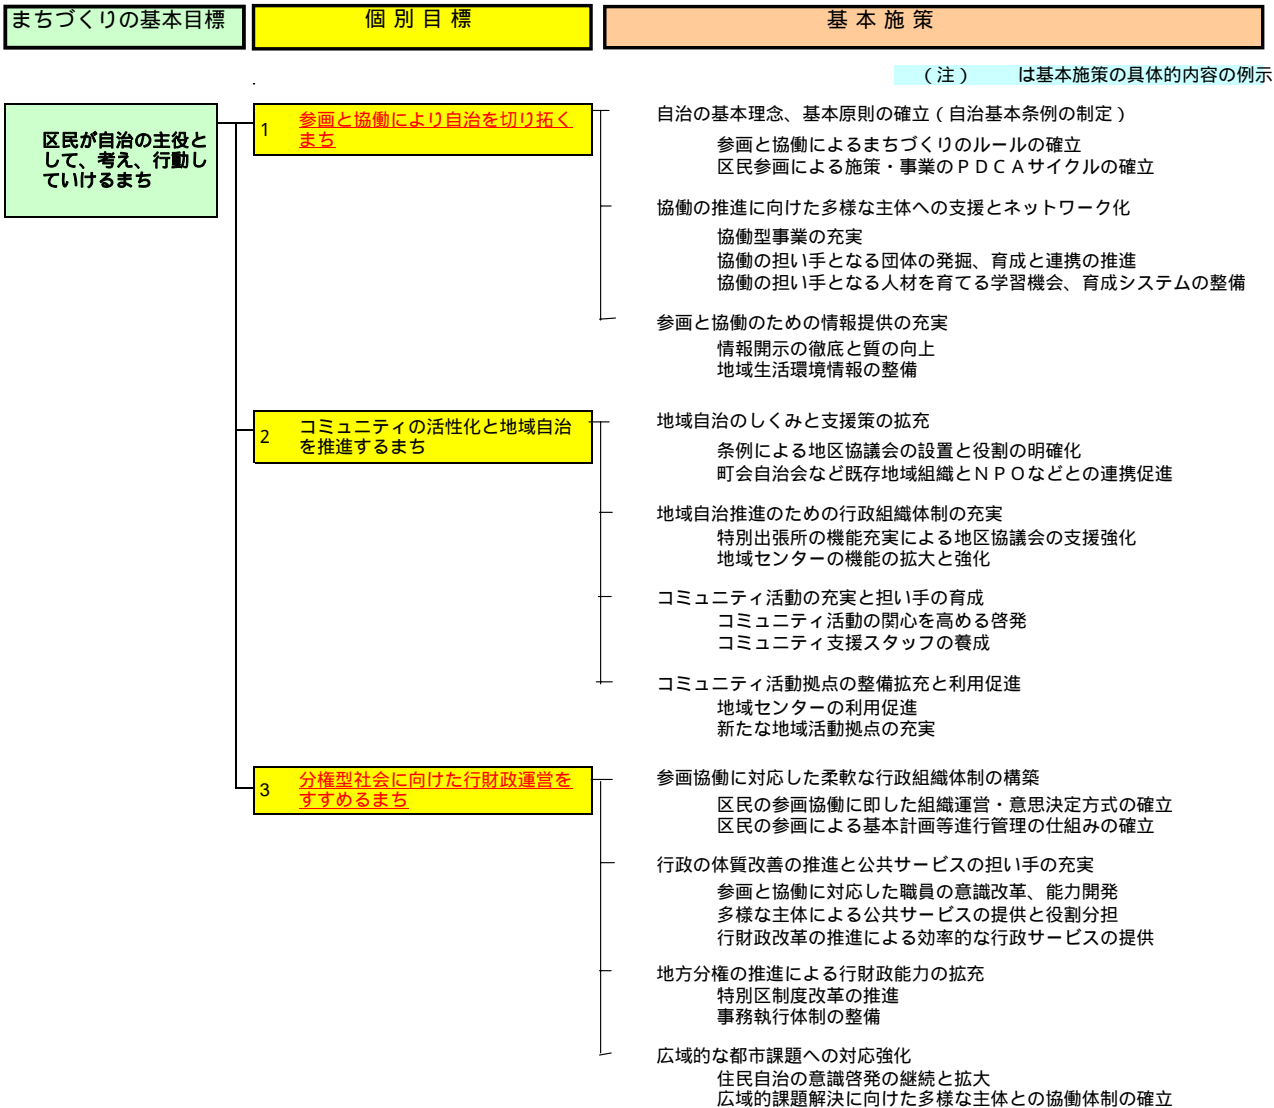 まちづくりの基本目標
個別目標
基本施策
（注）　　は基本施策の具体的内容の例示
区民が自治の主役と
して、考え、行動し
ていけるまち
1
参画と協働により自治を切り拓く
まち
自治の基本理念、基本原則の確立（自治基本条例の制定）
参画と協働によるまちづくりのルールの確立
区民参画による施策・事業のＰＤＣＡサイクルの確立
協働の推進に向けた多様な主体への支援とネットワーク化
協働型事業の充実
協働の担い手となる団体の発掘、育成と連携の推進
協働の担い手となる人材を育てる学習機会、育成システムの整備
参画と協働のための情報提供の充実
情報開示の徹底と質の向上
地域生活環境情報の整備
2
コミュニティの活性化と地域自治
を推進するまち
地域自治のしくみと支援策の拡充
条例による地区協議会の設置と役割の明確化
町会自治会など既存地域組織とＮＰＯなどとの連携促進
地域自治推進のための行政組織体制の充実
特別出張所の機能充実による地区協議会の支援強化
地域センターの機能の拡大と強化
コミュニティ活動の充実と担い手の育成
コミュニティ活動の関心を高める啓発
コミュニティ支援スタッフの養成
コミュニティ活動拠点の整備拡充と利用促進
地域センターの利用促進
新たな地域活動拠点の充実
3
分権型社会に向けた行財政運営を
すすめるまち
参画協働に対応した柔軟な行政組織体制の構築
区民の参画協働に即した組織運営・意思決定方式の確立
区民の参画による基本計画等進行管理の仕組みの確立
行政の体質改善の推進と公共サービスの担い手の充実
参画と協働に対応した職員の意識改革、能力開発
多様な主体による公共サービスの提供と役割分担
行財政改革の推進による効率的な行政サービスの提供
地方分権の推進による行財政能力の拡充
特別区制度改革の推進
事務執行体制の整備
広域的な都市課題への対応強化
住民自治の意識啓発の継続と拡大
広域的課題解決に向けた多様な主体との協働体制の確立